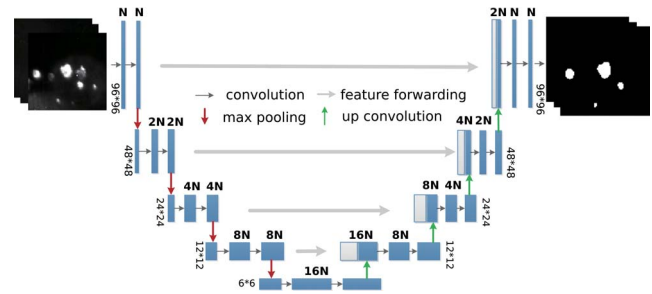 N N
2N N N
96*96
96*96
convolution
feature forwarding
max pooling
up convolution
2N 2N
4N 2N
48*48
48*48
4N 4N
8N 4N
24*24
24*24
8N 8N
16N 8N
12*12
12*12
6*6
16N